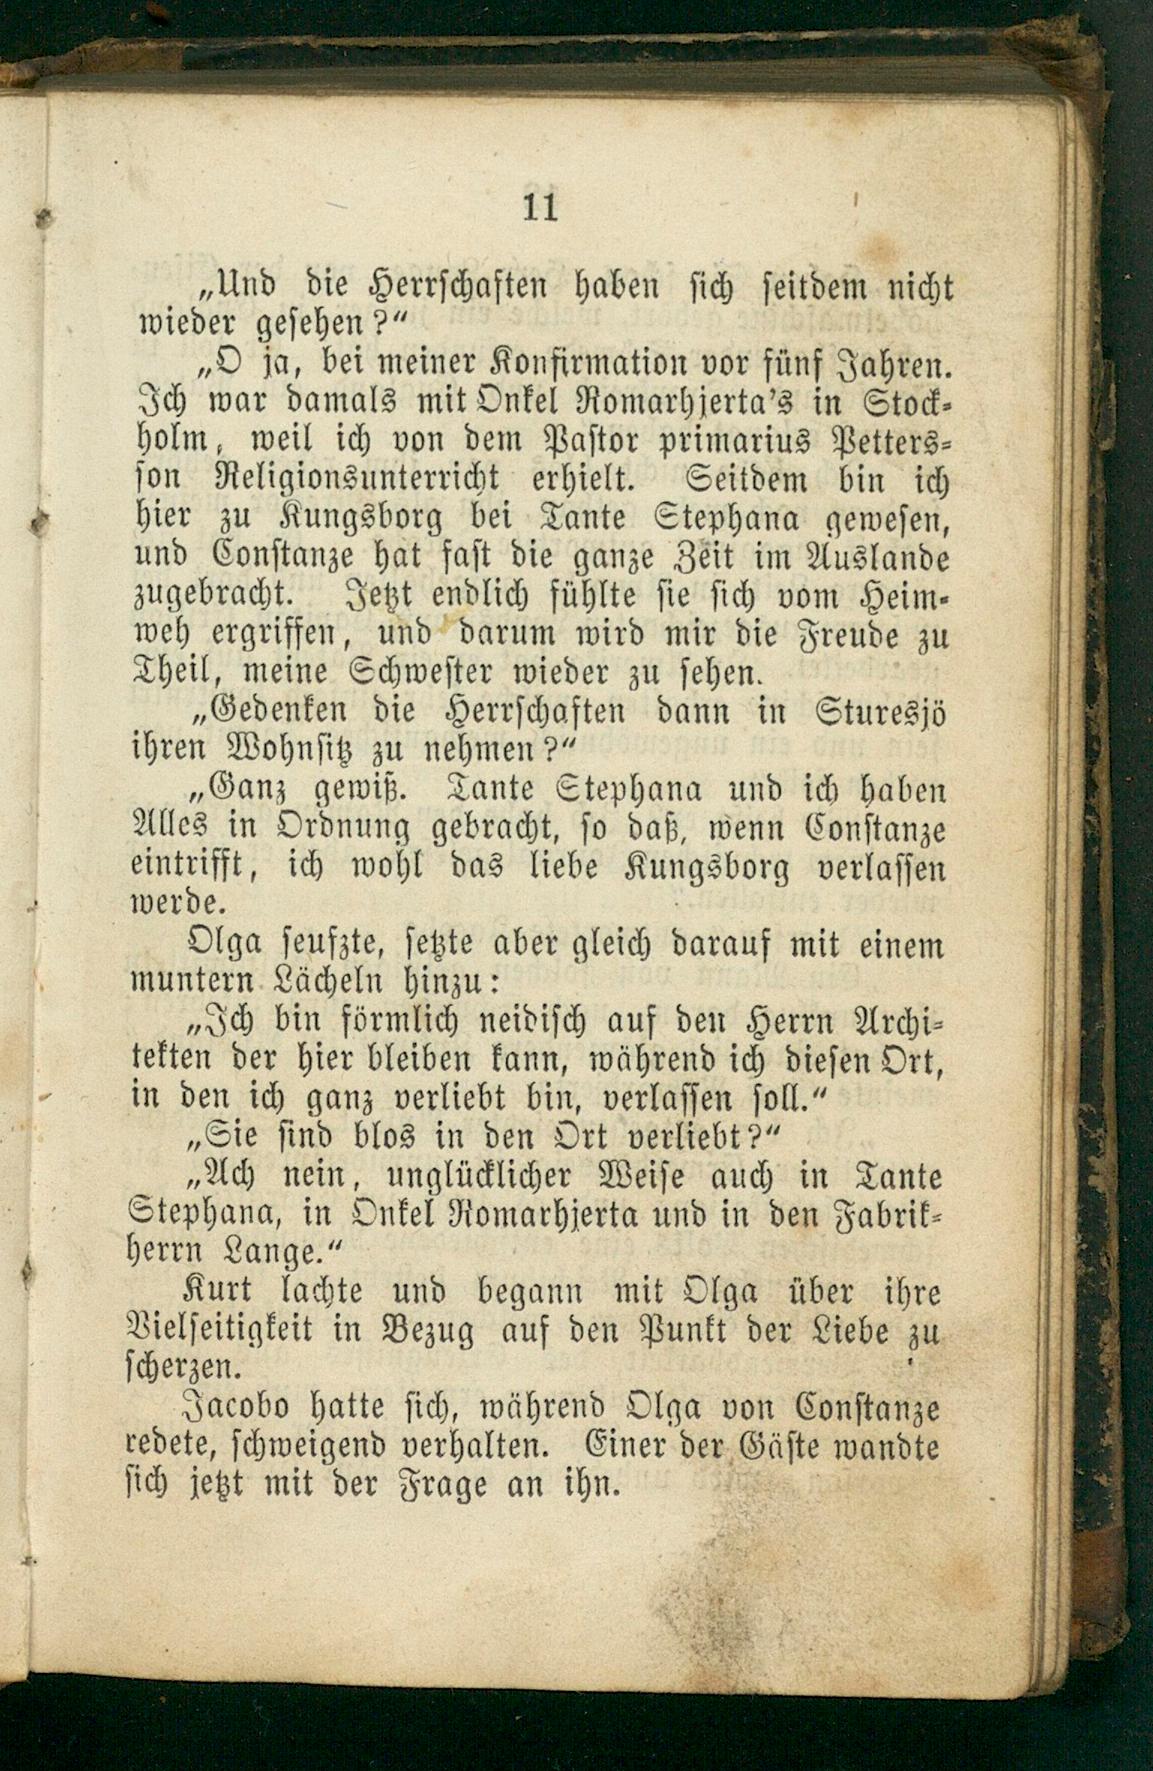 11
„Und die Herrschaften haben sich seitdem nicht
wieder gesehen?“
„O ja, bei meiner Konfirmation vor fünf Jahren.
Ich war damals mit Onkel Romarhjerta's in Stock-
holm, weil ich von dem Pastor primarius Petters-
son Religionsunterricht erhielt. Seitdem bin ich
hier zu Kungsborg bei Tante Stephana gewesen,
und Constanze hat fast die ganze Zeit im Auslande
zugebracht. Jetzt endlich fühlte sie sich vom Heim-
weh ergriffen, und darum wird mir die Freude zu
Theil, meine Schwester wieder zu sehen.
„Gedenken die Herrschaften dann in Sturesjö
ihren Wohnsitz zu nehmen?“
„Ganz gewiß. Tante Stephana und ich haben
Alles in Ordnung gebracht, so daß, wenn Constanze
eintrifft, ich wohl das liebe Kungsborg verlassen
werde.
Olga seufzte, setzte aber gleich darauf mit einem
muntern Lächeln hinzu:
„Ich bin förmlich neidisch auf den Herrn Archi-
tekten der hier bleiben kann, während ich diesen Ort,
in den ich ganz verliebt bin, verlassen soll.“
„Sie sind blos in den Ort verliebt?“
„Ach nein, unglücklicher Weise auch in Tante
Stephana, in Onkel Romarhjerta und in den Fabrik-
herrn Lange.“
Kurt lachte und begann mit Olga über ihre
Vielseitigkeit in Bezug auf den Punkt der Liebe zu
scherzen.
Jacobo hatte sich, während Olga von Constanze
redete, schweigend verhalten. Einer der Gäste wandte
sich jetzt mit der Frage an ihn.